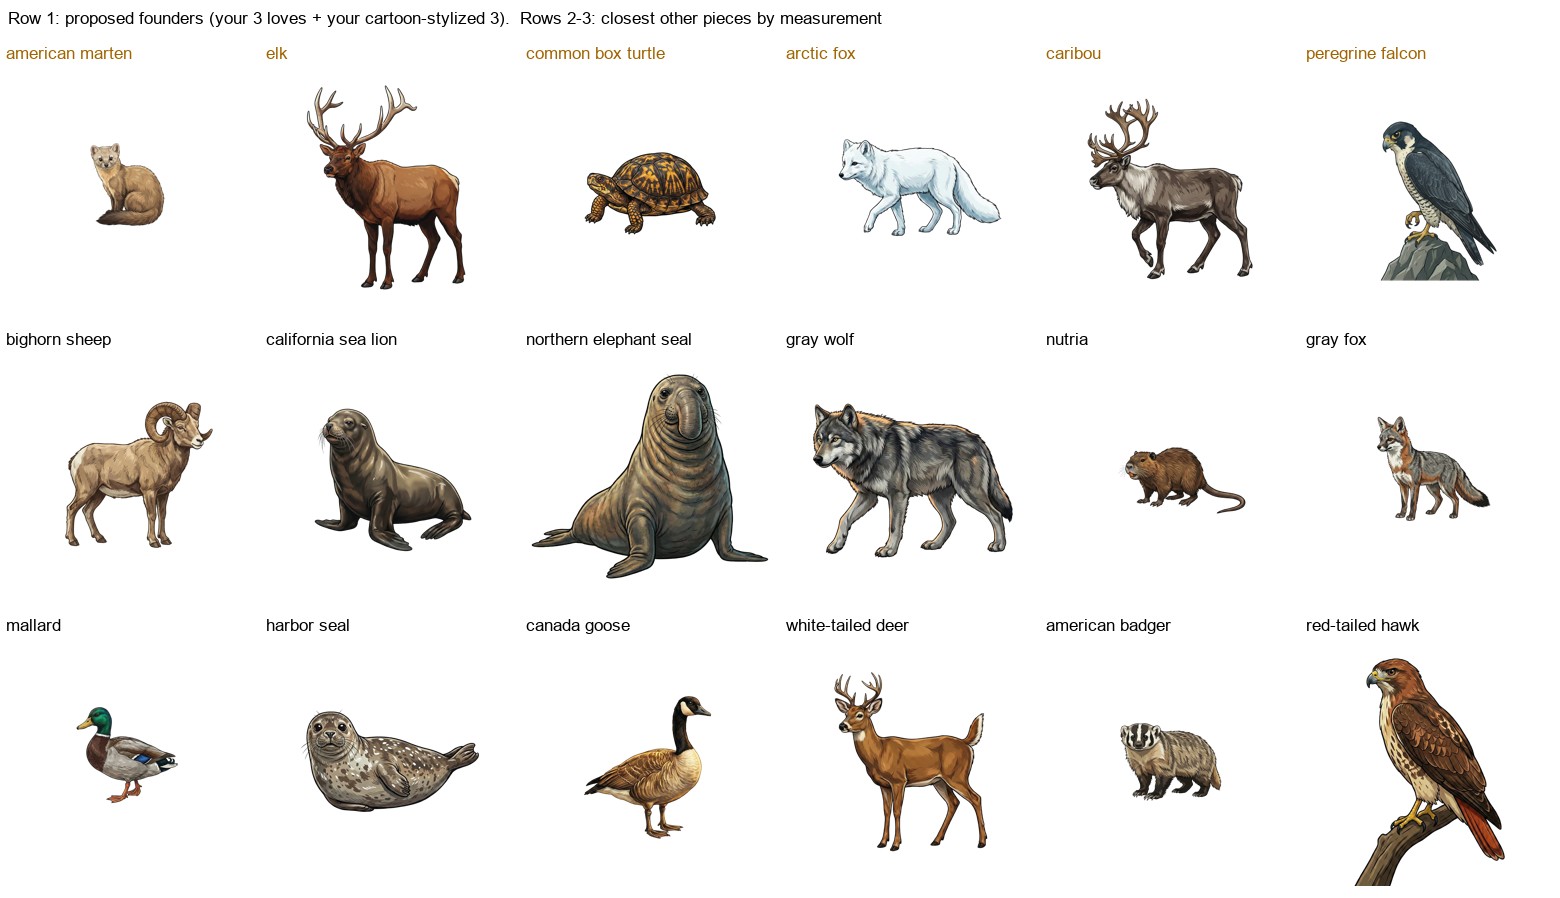 Row 1: proposed founders (your 3 loves + your cartoon-stylized 3).  Rows 2-3: closest other pieces by measurement
american marten
elk
common box turtle
arctic fox
caribou
peregrine falcon
bighorn sheep
california sea lion
northern elephant seal
gray wolf
nutria
gray fox
mallard
harbor seal
canada goose
white-tailed deer
american badger
red-tailed hawk